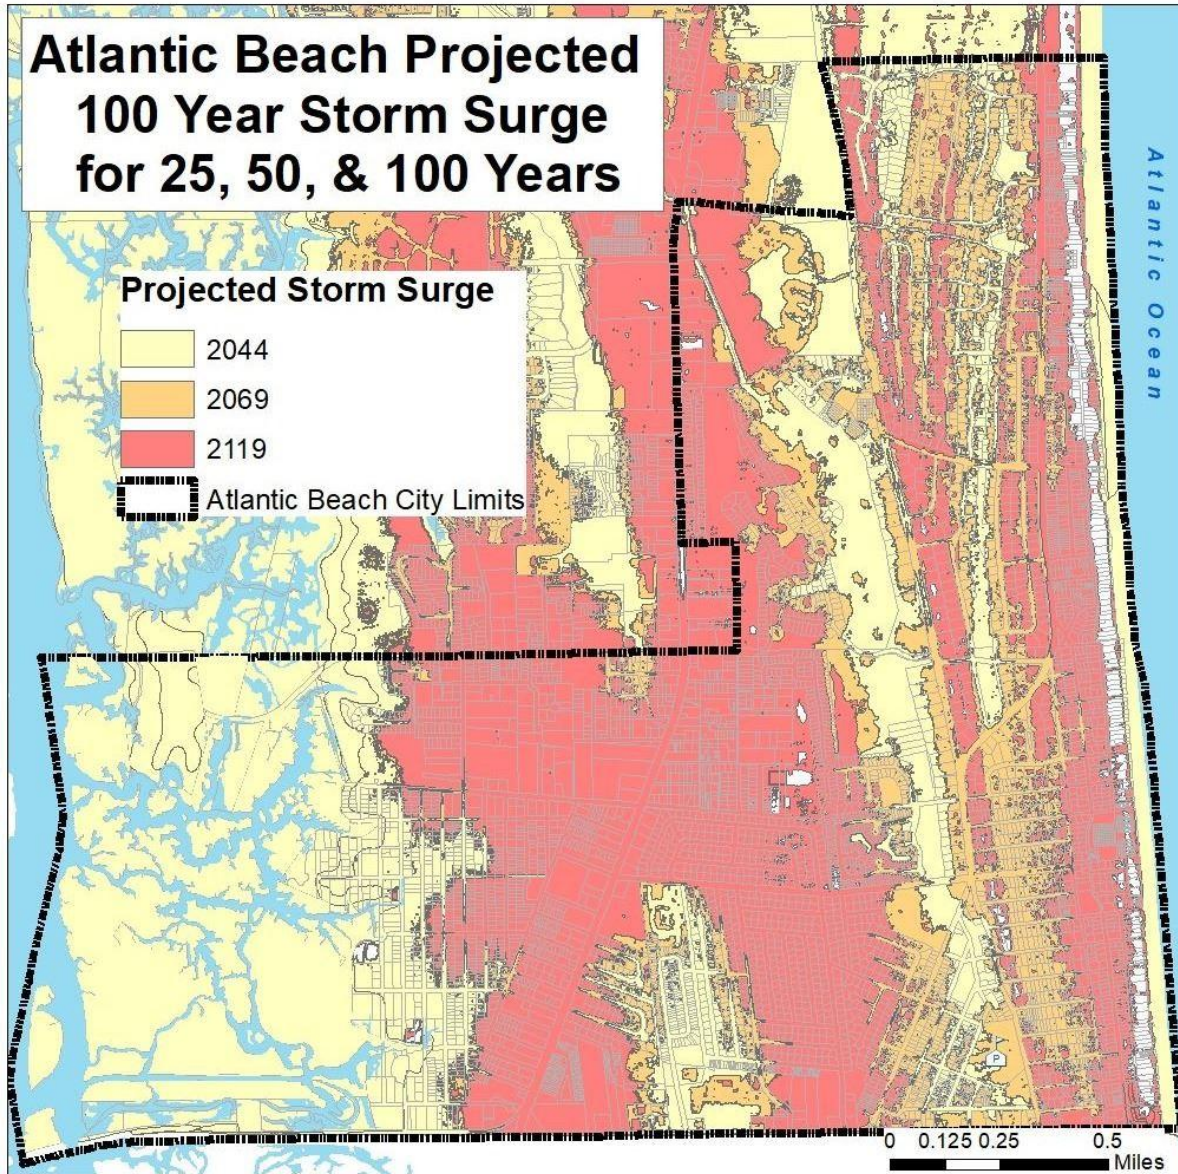 Atlantic Beach Projected
100 Year Storm Surge
for 25, 50, & 100 Years
Atlantic Ocean
Projected Storm Surge
2044
2069
2119
Atlantic Beach City Limits
P
0 0.125 0.25 0.5
Miles